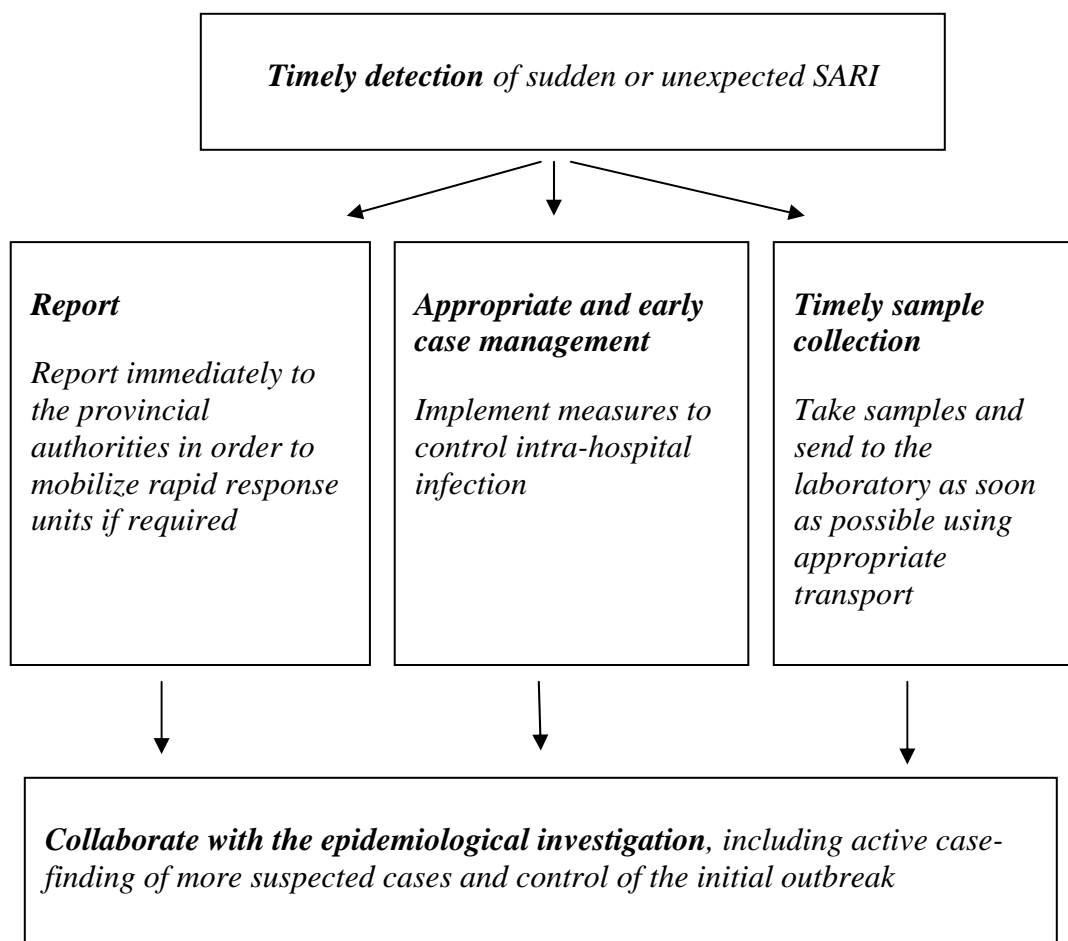 Timely detection of sudden or unexpected SARI
Report
Report immediately to
the provincial
authorities in order to
mobilize rapid response
units if required
Appropriate and early
case management
Implement measures to
control intra-hospital
infection
Timely sample
collection
Take samples and
send to the
laboratory as soon
as possible using
appropriate
transport
Collaborate with the epidemiological investigation, including active case-
finding of more suspected cases and control of the initial outbreak